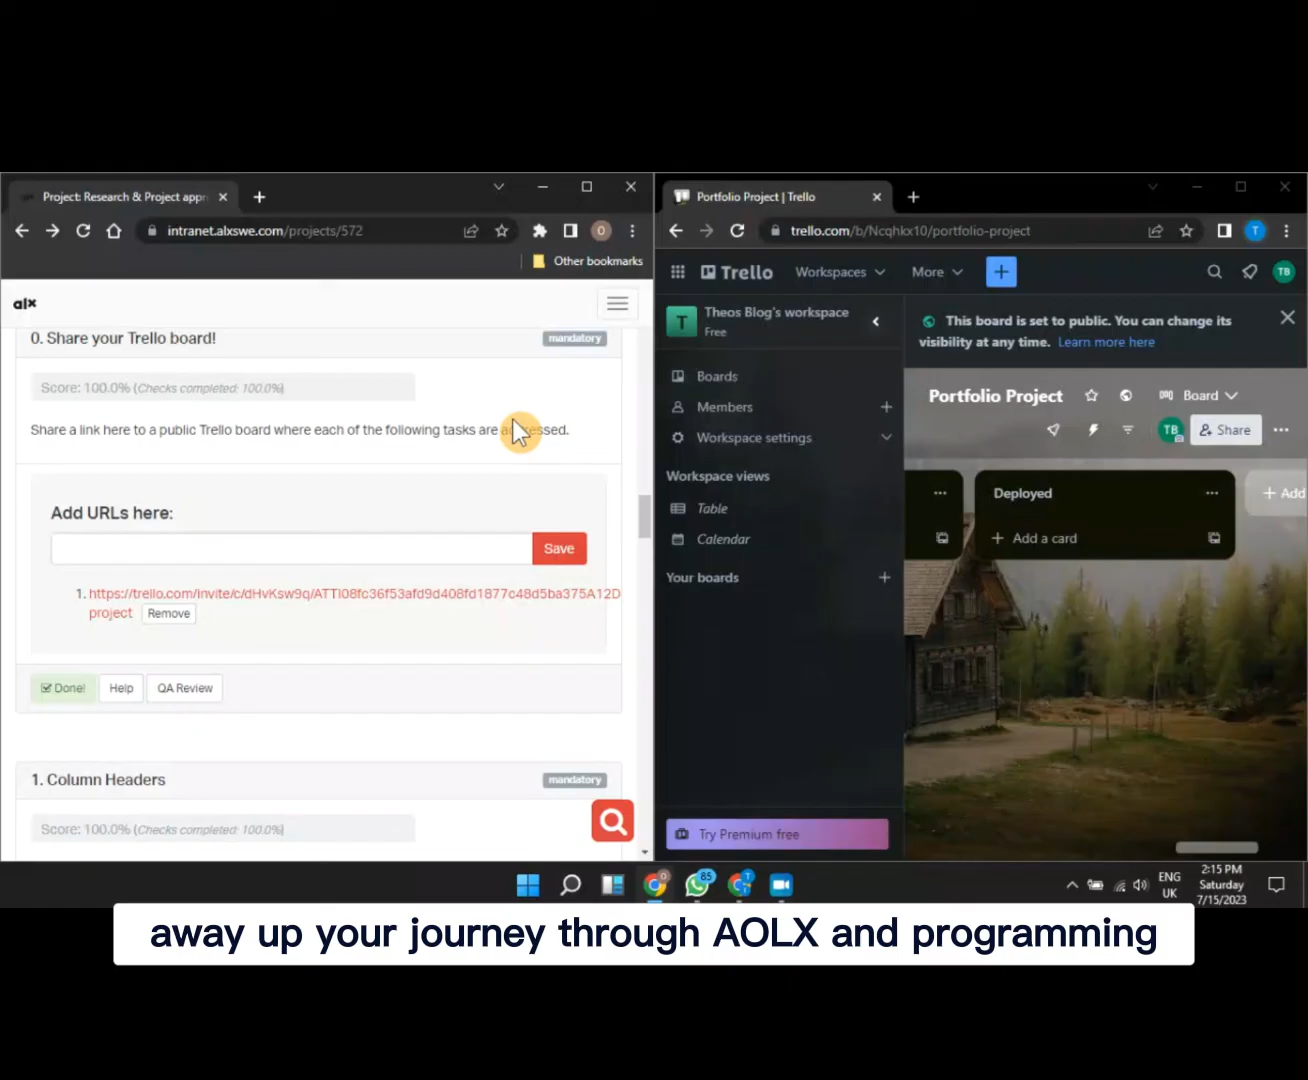 Project: Research & Project appr
intranet.alxswe.com/projects/572
O
Other bookmarks
alx
0. Share your Trello board!
mandatory
Score: 100.0% (Checks completed: 100.0%)
Share a link here to a public Trello board where each of the following tasks are addressed.
Add URLs here:
Save
1. https://trello.com/invite/c/dHvKsw9q/ATTI08fc36f53afd9d408fd1877c48d5ba375A12D
project
Remove
Done!
Help
QA Review
1. Column Headers
mandatory
Score: 100.0% (Checks completed: 100.0%)
Portfolio Project | Trello
trello.com/b/Ncqhkx10/portfolio-project
T
Trello
Workspaces
More
TB
T
Theos Blog's workspace
Free
This board is set to public. You can change its
visibility at any time. Learn more here
Boards
Members
Workspace settings
Workspace views
Table
Calendar
Your boards
Try Premium free
Portfolio Project
Board
TB
Share
Deployed
Add a card
Add
85
ENG
UK
2:15 PM
Saturday
7/15/2023
away up your journey through AOLX and programming